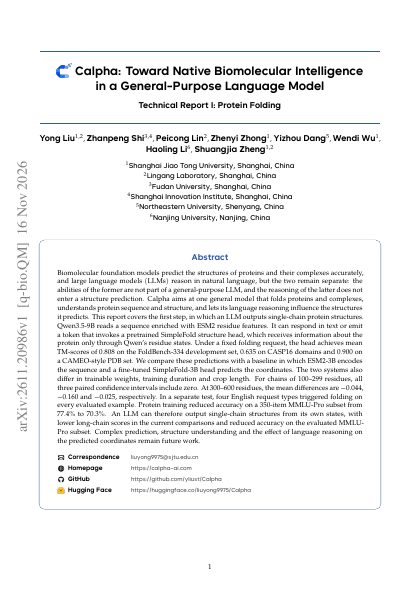 Calpha: Toward Native Biomolecular Intelligence
in a General-Purpose Language Model
Technical Report I: Protein Folding
Yong Liu1,2, Zhanpeng Shi3,4, Peicong Lin2, Zhenyi Zhong1, Yizhou Dang5, Wendi Wu1,
Haoling Li6, Shuangjia Zheng1,2
1Shanghai Jiao Tong University, Shanghai, China
2Lingang Laboratory, Shanghai, China
3Fudan University, Shanghai, China
4Shanghai Innovation Institute, Shanghai, China
5Northeastern University, Shenyang, China
6Nanjing University, Nanjing, China
arXiv:2611.20986v1 [q-bio.QM] 16 Nov 2026
Abstract
Biomolecular foundation models predict the structures of proteins and their complexes accurately,
and large language models (LLMs) reason in natural language, but the two remain separate: the
abilities of the former are not part of a general-purpose LLM, and the reasoning of the latter does not
enter a structure prediction. Calpha aims at one general model that folds proteins and complexes,
understands protein sequence and structure, and lets its language reasoning influence the structures
it predicts. This report covers the first step, in which an LLM outputs single-chain protein structures.
Qwen3.5-9B reads a sequence enriched with ESM2 residue features. It can respond in text or emit
a token that invokes a pretrained SimpleFold structure head, which receives information about the
protein only through Qwen's residue states. Under a fixed folding request, the head achieves mean
TM-scores of 0.808 on the FoldBench-334 development set, 0.635 on CASP16 domains and 0.900 on
a CAMEO-style PDB set. We compare these predictions with a baseline in which ESM2-3B encodes
the sequence and a fine-tuned SimpleFold-3B head predicts the coordinates. The two systems also
differ in trainable weights, training duration and crop length. For chains of 100–299 residues, all
three paired confidence intervals include zero. At 300–600 residues, the mean differences are −0.044,
−0.160 and −0.025, respectively. In a separate test, four English request types triggered folding on
every evaluated example. Protein training reduced accuracy on a 350-item MMLU-Pro subset from
77.4% to 70.3%. An LLM can therefore output single-chain structures from its own states, with
lower long-chain scores in the current comparisons and reduced accuracy on the evaluated MMLU-
Pro subset. Complex prediction, structure understanding and the effect of language reasoning on
the predicted coordinates remain future work.
Correspondence liuyong9975@sjtu.edu.cn
Homepage https://calpha-ai.com
GitHub https://github.com/yliuxt/Calpha
Hugging Face https://huggingface.co/liuyong9975/Calpha
1